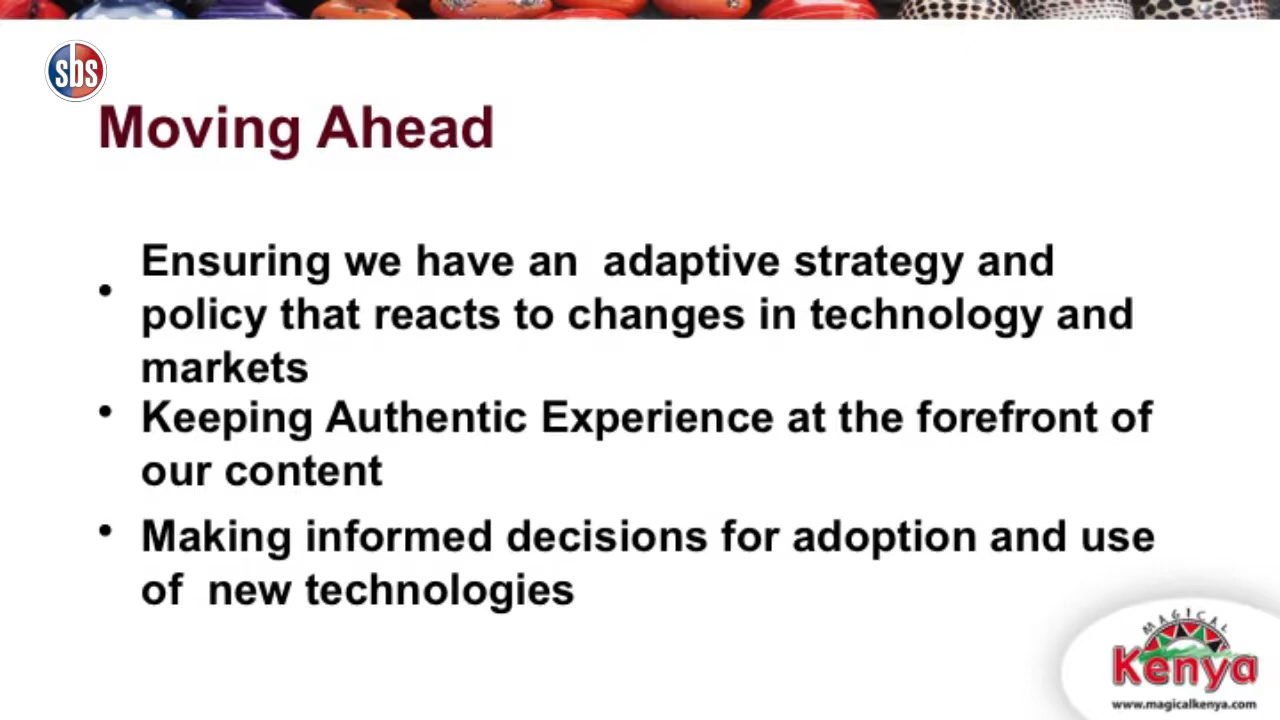 sbs
Moving Ahead
Ensuring we have an  adaptive strategy and
policy that reacts to changes in technology and
markets
Keeping Authentic Experience at the forefront of
our content
Making informed decisions for adoption and use
of  new technologies
MAGICAL
Kenya
www.magicalkenya.com